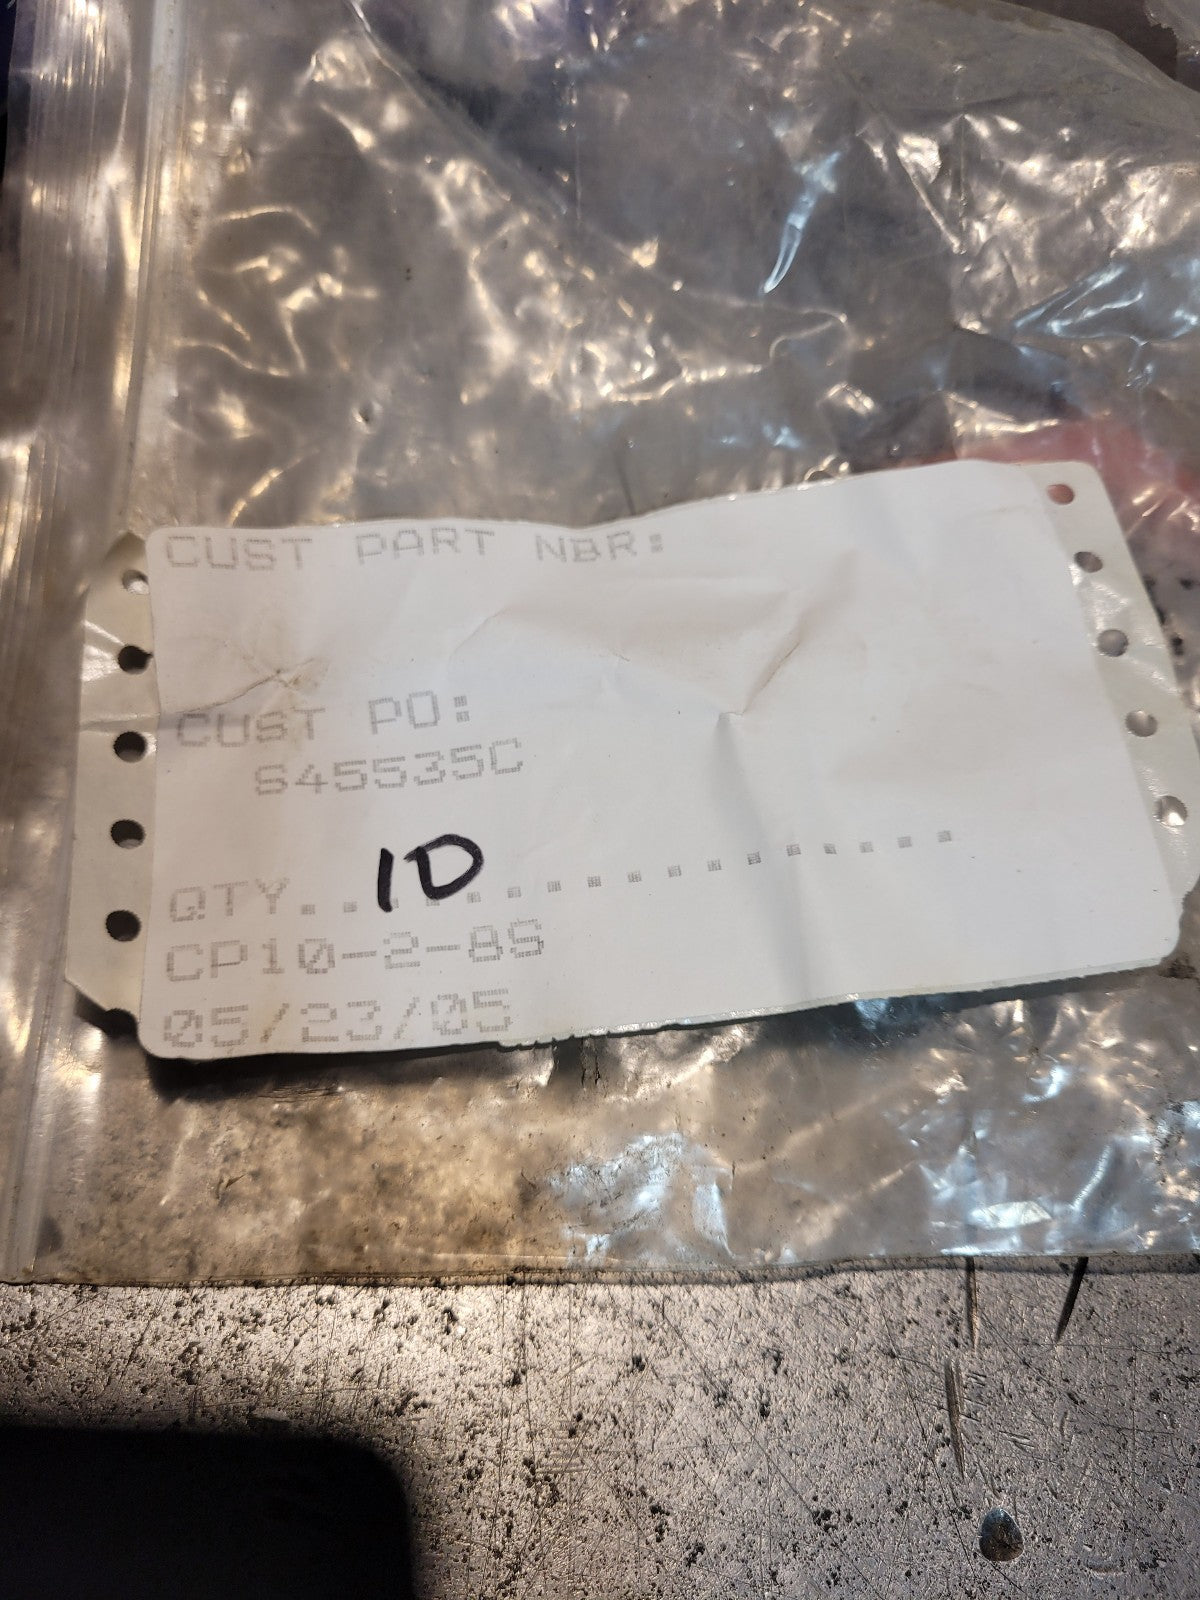 CUST PART NBR:
CUST PO:
S45535C
QTY................. 10
CP10-2-8S
05/23/05